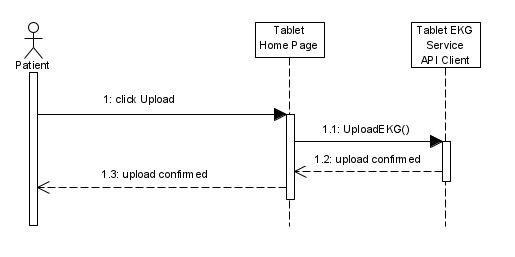 Tablet
Home Page
Tablet EKG
Service
API Client
Patient
1: click Upload
1.1: UploadEKG()
1.2: upload confirmed
1.3: upload confirmed